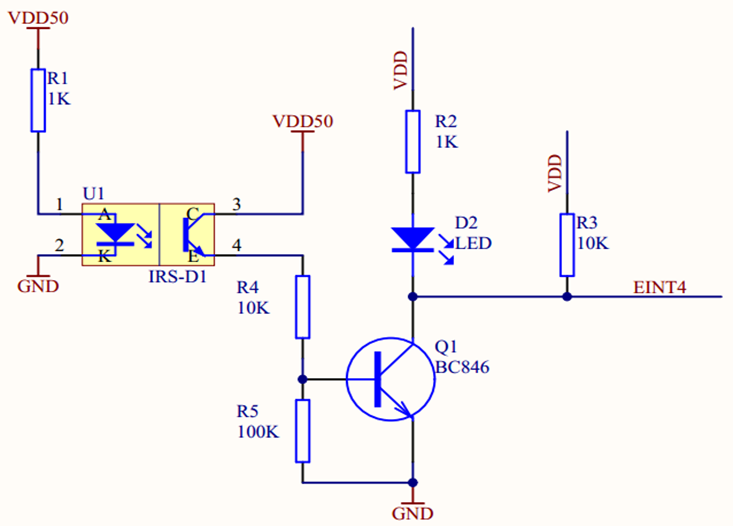 VDD50
R1
1K
U1
1
A
C
3
2
K
E
4
GND
IRS-D1
VDD50
VDD
R2
1K
D2
LED
VDD
R3
10K
EINT4
R4
10K
Q1
BC846
R5
100K
GND